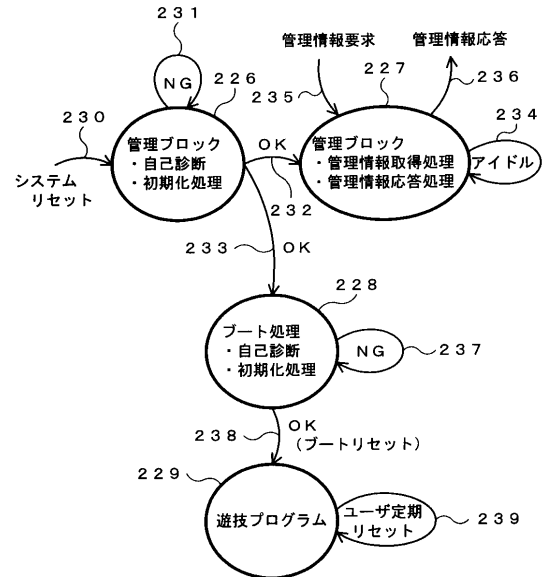 231
NG
226
230
システム
リセット
管理ブロック
・自己診断
・初期化処理
OK
232
管理情報要求
管理情報応答
227
235
236
234
管理ブロック
・管理情報取得処理
・管理情報応答処理
アイドル
233
OK
228
ブート処理
・自己診断
・初期化処理
NG
237
238
OK
(ブートリセット)
229
遊技プログラム
ユーザ定期
リセット
239